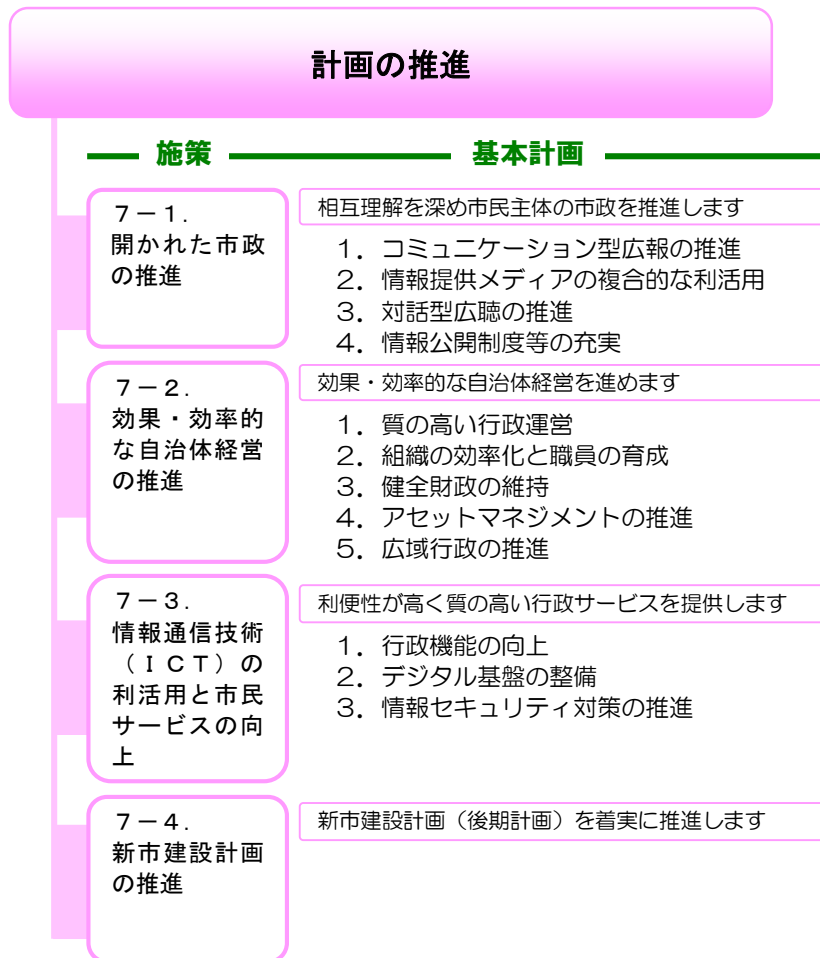 計画の推進
施策 基本計画
７－１．
開かれた市政
の推進
相互理解を深め市民主体の市政を推進します
１．コミュニケーション型広報の推進
２．情報提供メディアの複合的な利活用
３．対話型広聴の推進
４．情報公開制度等の充実
７－２．
効果・効率的
な自治体経営
の推進
効果・効率的な自治体経営を進めます
１．質の高い行政運営
２．組織の効率化と職員の育成
３．健全財政の維持
４．アセットマネジメントの推進
５．広域行政の推進
７－３．
情報通信技術
（ＩＣＴ）の
利活用と市民
サービスの向
上
利便性が高く質の高い行政サービスを提供します
１．行政機能の向上
２．デジタル基盤の整備
３．情報セキュリティ対策の推進
７－４．
新市建設計画
の推進
新市建設計画（後期計画）を着実に推進します